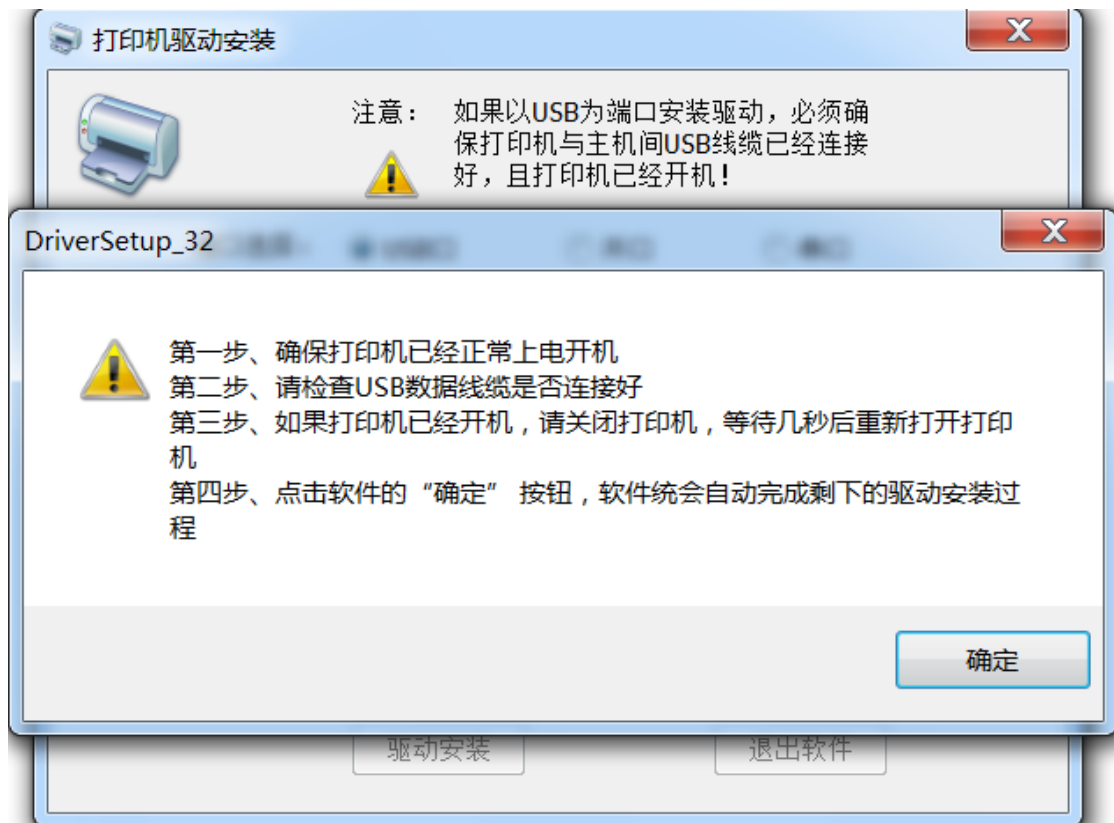 打印机驱动安装
注意： 如果以USB为端口安装驱动，必须确
保打印机与主机间USB线缆已经连接
好，且打印机已经开机！
DriverSetup_32
第一步、确保打印机已经正常上电开机
第二步、请检查USB数据线缆是否连接好
第三步、如果打印机已经开机，请关闭打印机，等待几秒后重新打开打印
机
第四步、点击软件的“确定” 按钮，软件统会自动完成剩下的驱动安装过
程
确定
驱动安装 退出软件